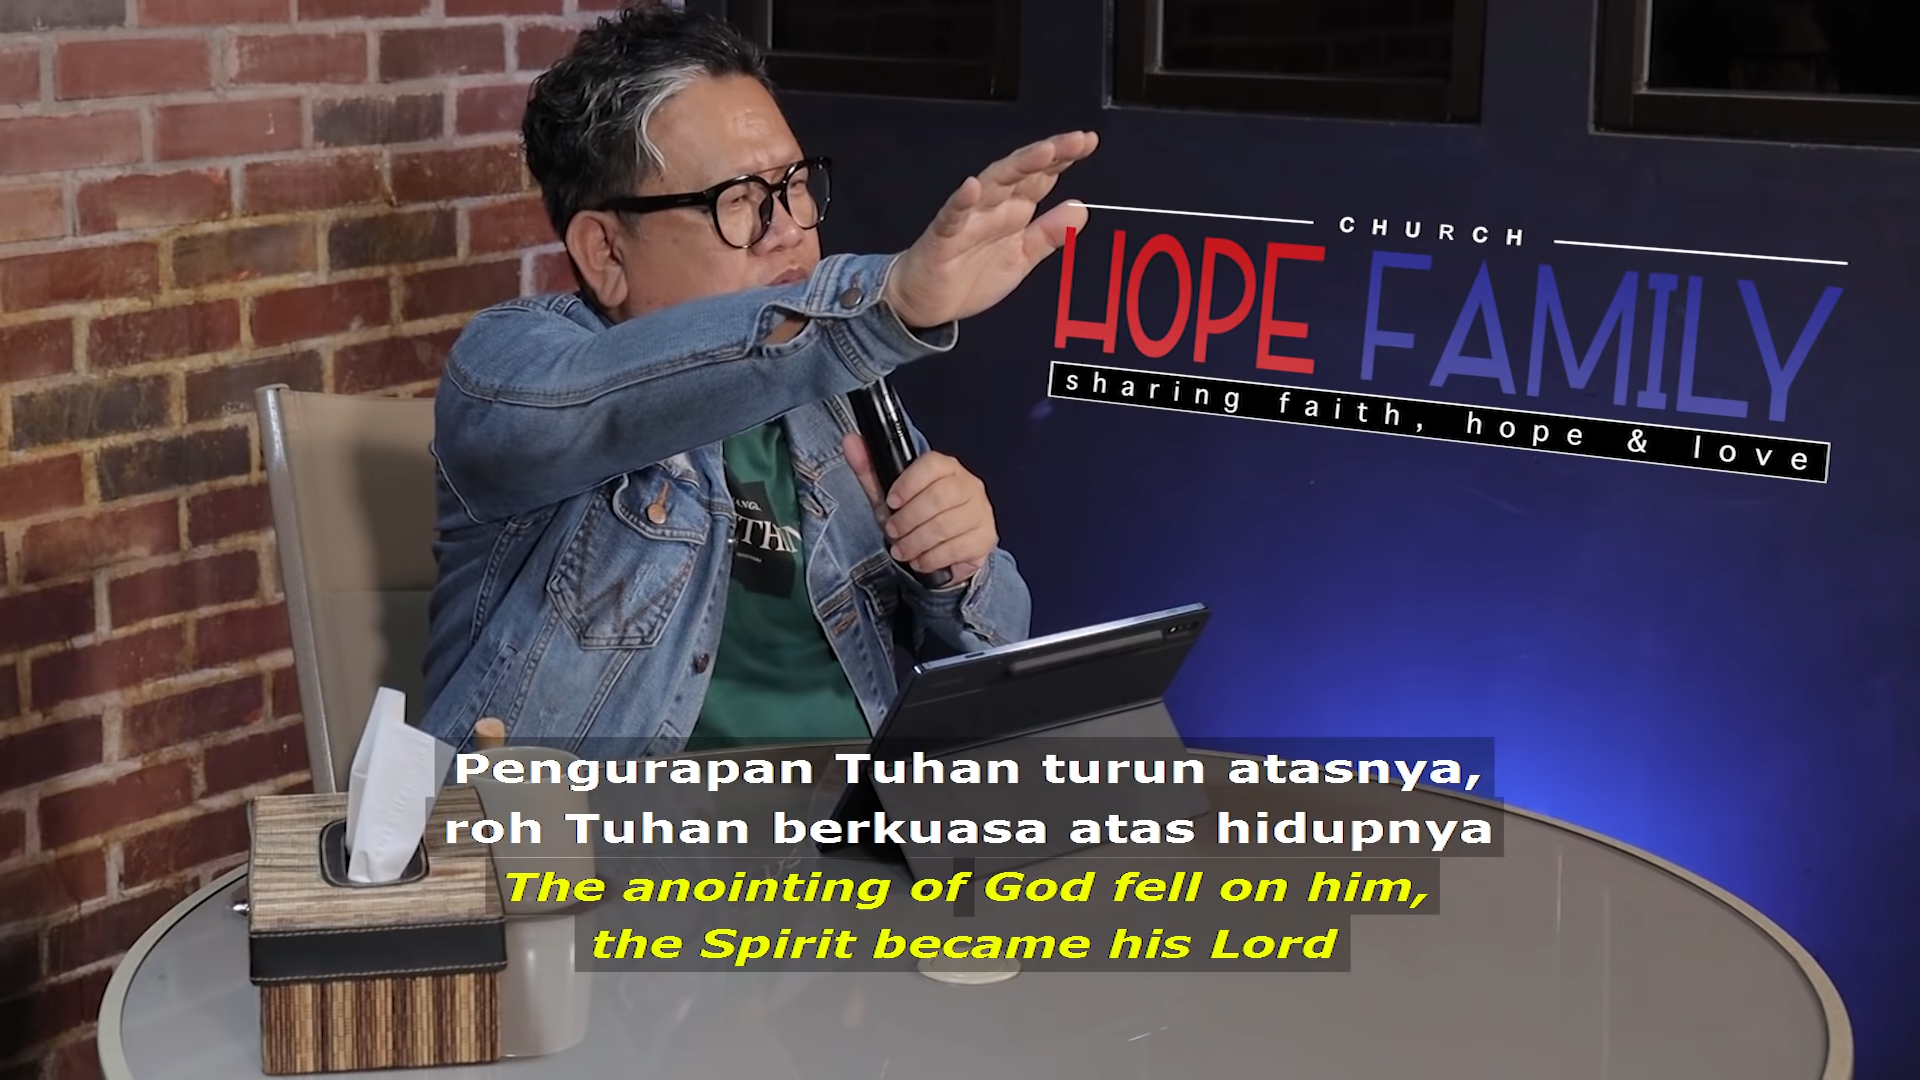 CHURCH
HOPE FAMILY
sharing faith, hope & love
Pengurapan Tuhan turun atasnya,
roh Tuhan berkuasa atas hidupnya
The anointing of God fell on him,
the Spirit became his Lord